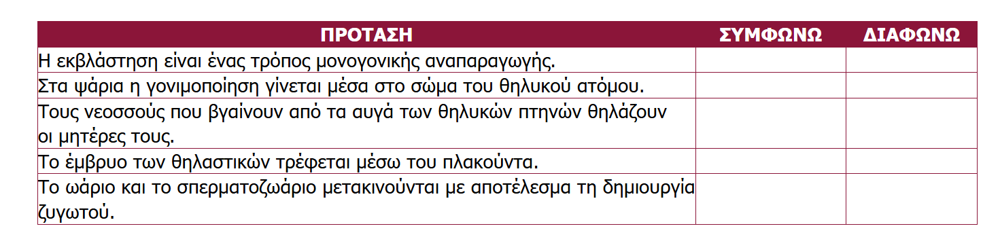 ΠΡΟΤΑΣΗ ΣΥΜΦΩΝΩ ΔΙΑΦΩΝΩ
Η εκβλάστηση είναι ένας τρόπος μονογονικής αναπαραγωγής.
Στα ψάρια η γονιμοποίηση γίνεται μέσα στο σώμα του θηλυκού ατόμου.
Τους νεοσσούς που βγαίνουν από τα αυγά των θηλυκών πτηνών θηλάζουν
οι μητέρες τους.
Το έμβρυο των θηλαστικών τρέφεται μέσω του πλακούντα.
Το ωάριο και το σπερματοζωάριο μετακινούνται με αποτέλεσμα τη δημιουργία
ζυγωτού.